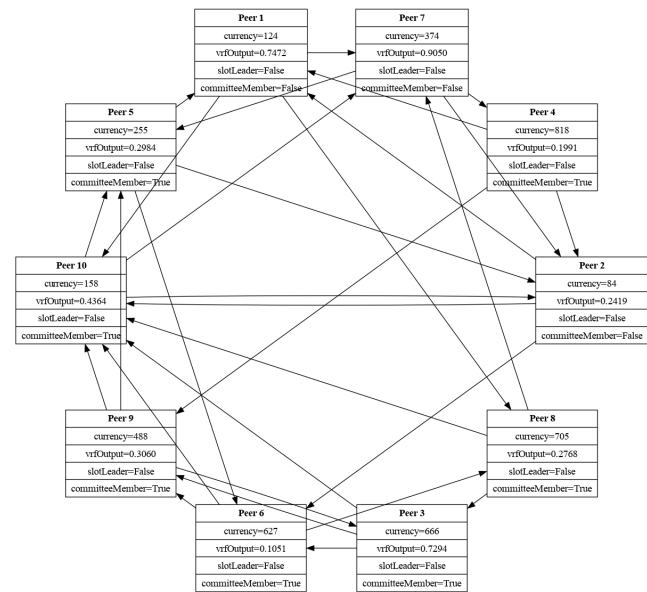 Peer 1
currency=124
vrfOutput=0.7472
slotLeader=False
committeeMember=False
Peer 7
currency=374
vrfOutput=0.9050
slotLeader=False
committeeMember=False
Peer 5
currency=255
vrfOutput=0.2984
slotLeader=False
committeeMember=True
Peer 4
currency=818
vrfOutput=0.1991
slotLeader=False
committeeMember=True
Peer 10
currency=158
vrfOutput=0.4364
slotLeader=False
committeeMember=True
Peer 2
currency=84
vrfOutput=0.2419
slotLeader=False
committeeMember=False
Peer 9
currency=488
vrfOutput=0.3060
slotLeader=False
committeeMember=True
Peer 8
currency=705
vrfOutput=0.2768
slotLeader=False
committeeMember=True
Peer 6
currency=627
vrfOutput=0.1051
slotLeader=False
committeeMember=True
Peer 3
currency=666
vrfOutput=0.7294
slotLeader=False
committeeMember=True